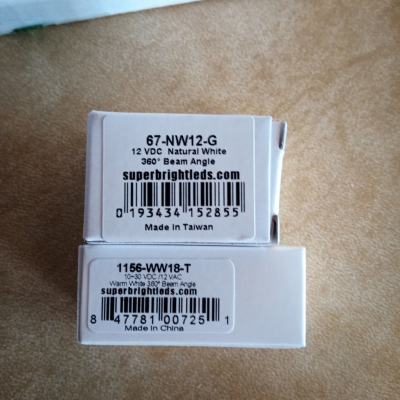 67-NW12-G
12 VDC Natural White
360° Beam Angle
superbrightleds.com
0 193434 152855
Made in Taiwan
1156-WW18-T
10~30 VDC /12 VAC
Warm White 360° Beam Angle
superbrightleds.com
8 47781 00725 1
Made in China